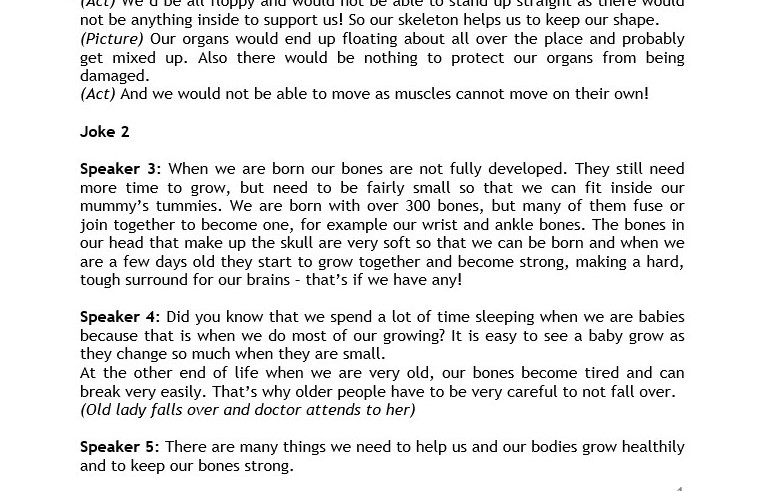 (Act) We'd be all floppy and would not be able to stand up straight as there would
not be anything inside to support us! So our skeleton helps us to keep our shape.
(Picture) Our organs would end up floating about all over the place and probably
get mixed up. Also there would be nothing to protect our organs from being
damaged.
(Act) And we would not be able to move as muscles cannot move on their own!
Joke 2
Speaker 3: When we are born our bones are not fully developed. They still need
more time to grow, but need to be fairly small so that we can fit inside our
mummy's tummies. We are born with over 300 bones, but many of them fuse or
join together to become one, for example our wrist and ankle bones. The bones in
our head that make up the skull are very soft so that we can be born and when we
are a few days old they start to grow together and become strong, making a hard,
tough surround for our brains – that's if we have any!
Speaker 4: Did you know that we spend a lot of time sleeping when we are babies
because that is when we do most of our growing? It is easy to see a baby grow as
they change so much when they are small.
At the other end of life when we are very old, our bones become tired and can
break very easily. That's why older people have to be very careful to not fall over.
(Old lady falls over and doctor attends to her)
Speaker 5: There are many things we need to help us and our bodies grow healthily
and to keep our bones strong.